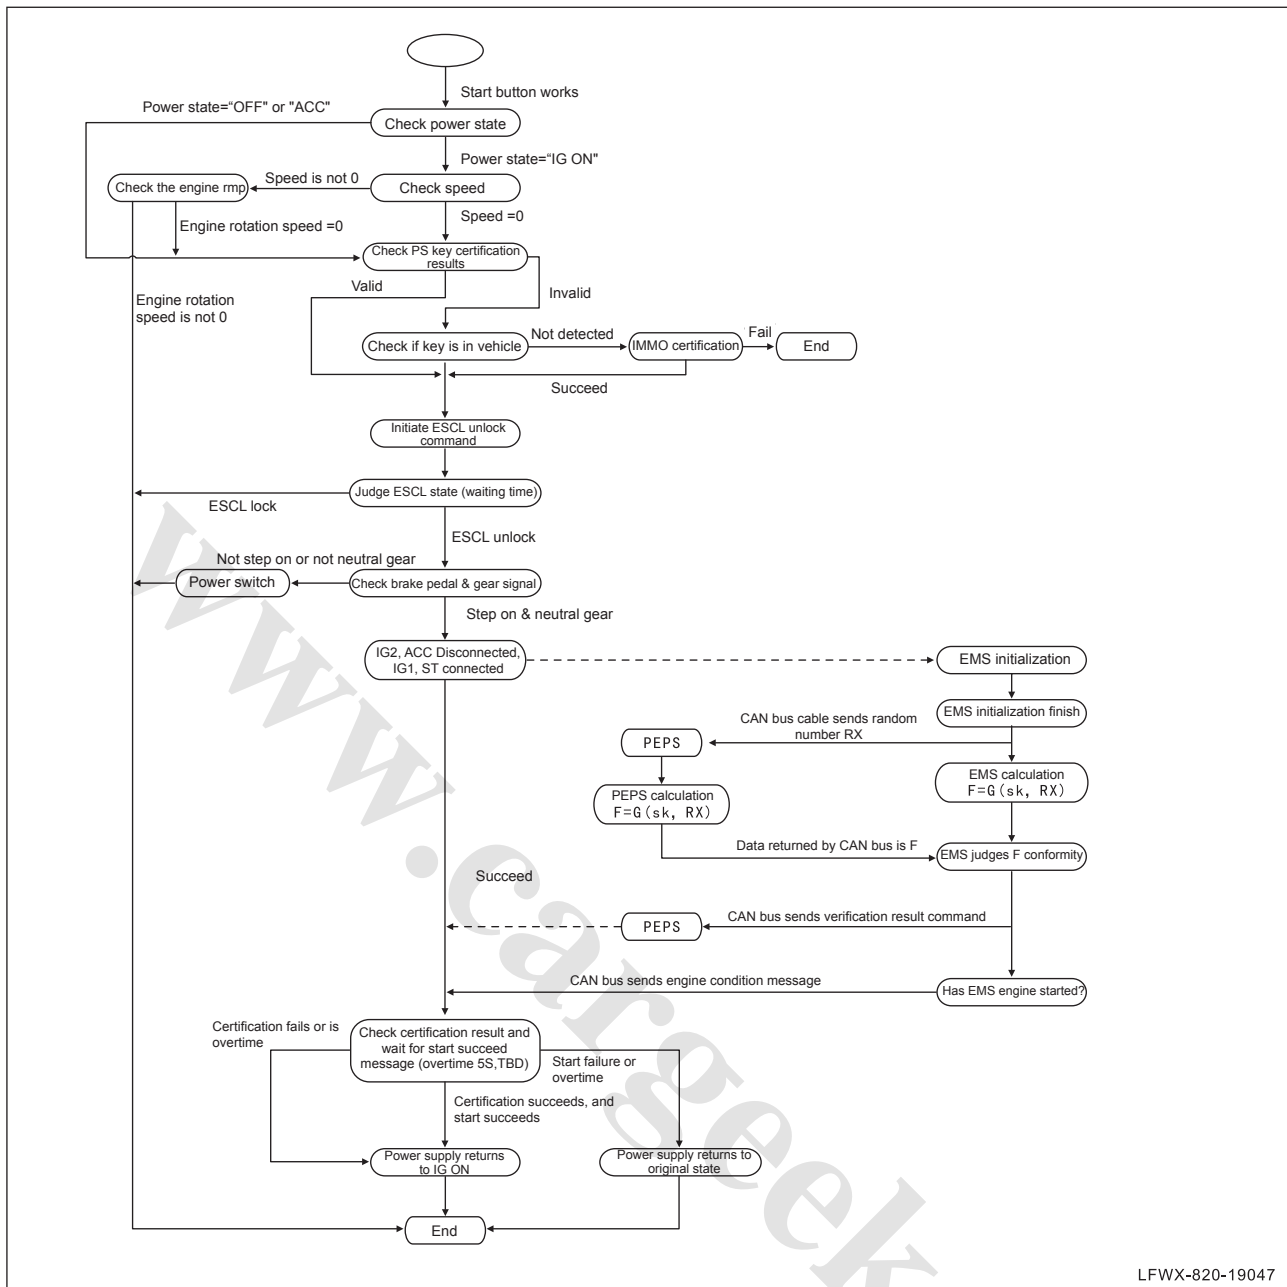 Start button works
Power state=“OFF" or "ACC"
Check power state
Power state=“IG ON"
Speed is not 0
Check the engine rmp
Check speed
Speed =0
Engine rotation speed =0
Check PS key certification
results
Valid
Invalid
Engine rotation
speed is not 0
Not detected
Fail
Check if key is in vehicle
IMMO certification
End
Succeed
Initiate ESCL unlock
command
Judge ESCL state (waiting time)
ESCL lock
ESCL unlock
Not step on or not neutral gear
Power switch
Check brake pedal & gear signal
Step on & neutral gear
IG2, ACC Disconnected,
IG1, ST connected
EMS initialization
EMS initialization finish
CAN bus cable sends random
number RX
PEPS
EMS calculation
F=G(sk, RX)
PEPS calculation
F=G(sk, RX)
Data returned by CAN bus is F
EMS judges F conformity
Succeed
CAN bus sends verification result command
PEPS
CAN bus sends engine condition message
Has EMS engine started?
Certification fails or is
overtime
Check certification result and
wait for start succeed
message (overtime 5S,TBD)
Start failure or
overtime
Certification succeeds, and
start succeeds
Power supply returns
to IG ON
Power supply returns to
original state
End
LFWX-820-19047
www.cargeek